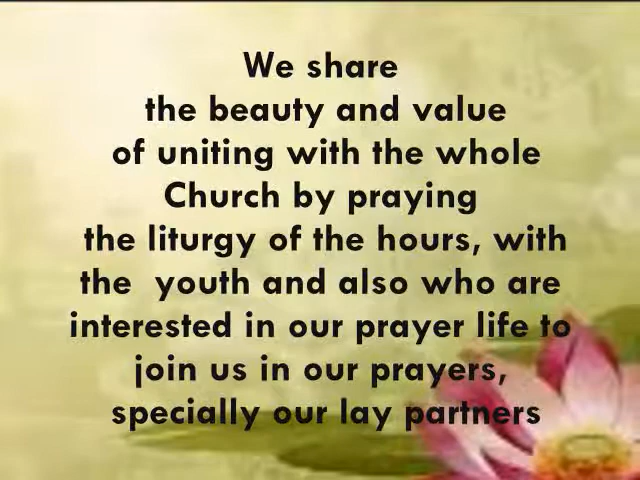 We share
the beauty and value
of uniting with the whole
Church by praying
the liturgy of the hours, with
the youth and also who are
interested in our prayer life to
join us in our prayers,
specially our lay partners